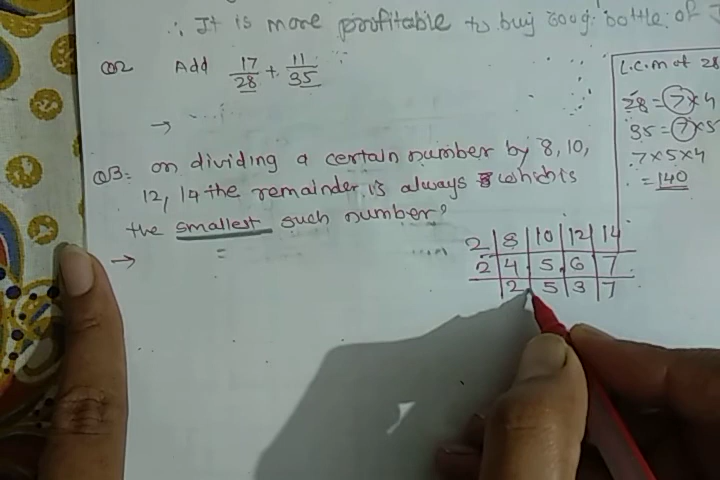 ∴ It is more profitable to buy 500g. bottle of
Q2 Add 17/28 + 11/35
→
L.C.M of 28
28 = 7 × 4
35 = 7 × 5
7 × 5 × 4
= 140
Q3: on dividing a certain number by 8, 10,
12, 14 the remainder is always 8 which is
the smallest such number?
→
2 | 8 | 10 | 12 | 14
2 | 4 | 5 | 6 | 7
2 | 5 | 3 | 7